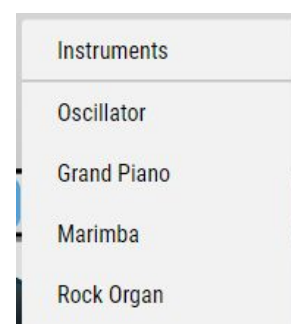 Instruments
Oscillator
Grand Piano
Marimba
Rock Organ